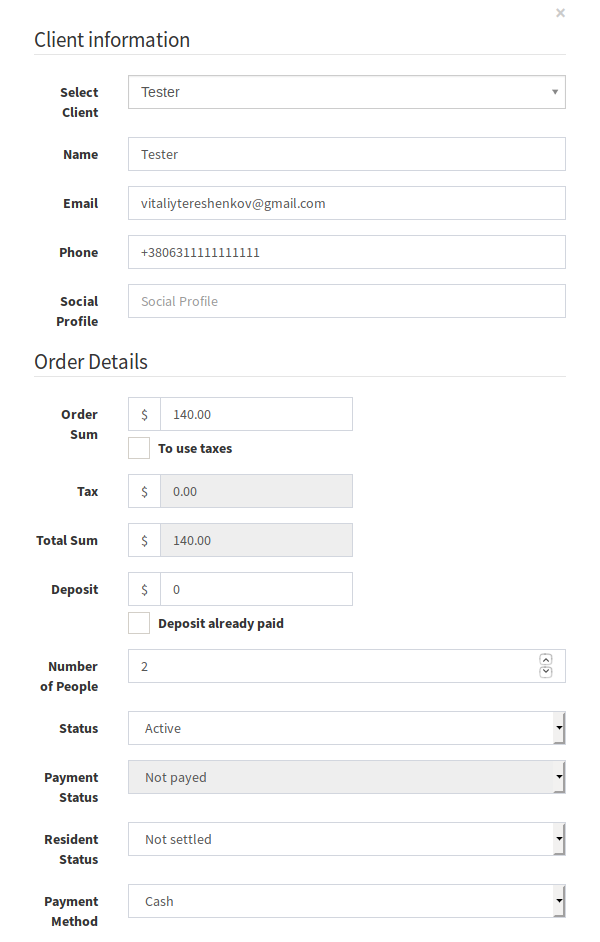 ×
Client information
Select Tester
Client
Name Tester
Email vitaliytereshenkov@gmail.com
Phone +3806311111111111
Social Social Profile
Profile
Order Details
Order $ 140.00
Sum
To use taxes
Tax $ 0.00
Total Sum $ 140.00
Deposit $ 0
Deposit already paid
Number 2
of People
Status Active
Payment Not payed
Status
Resident Not settled
Status
Payment Cash
Method